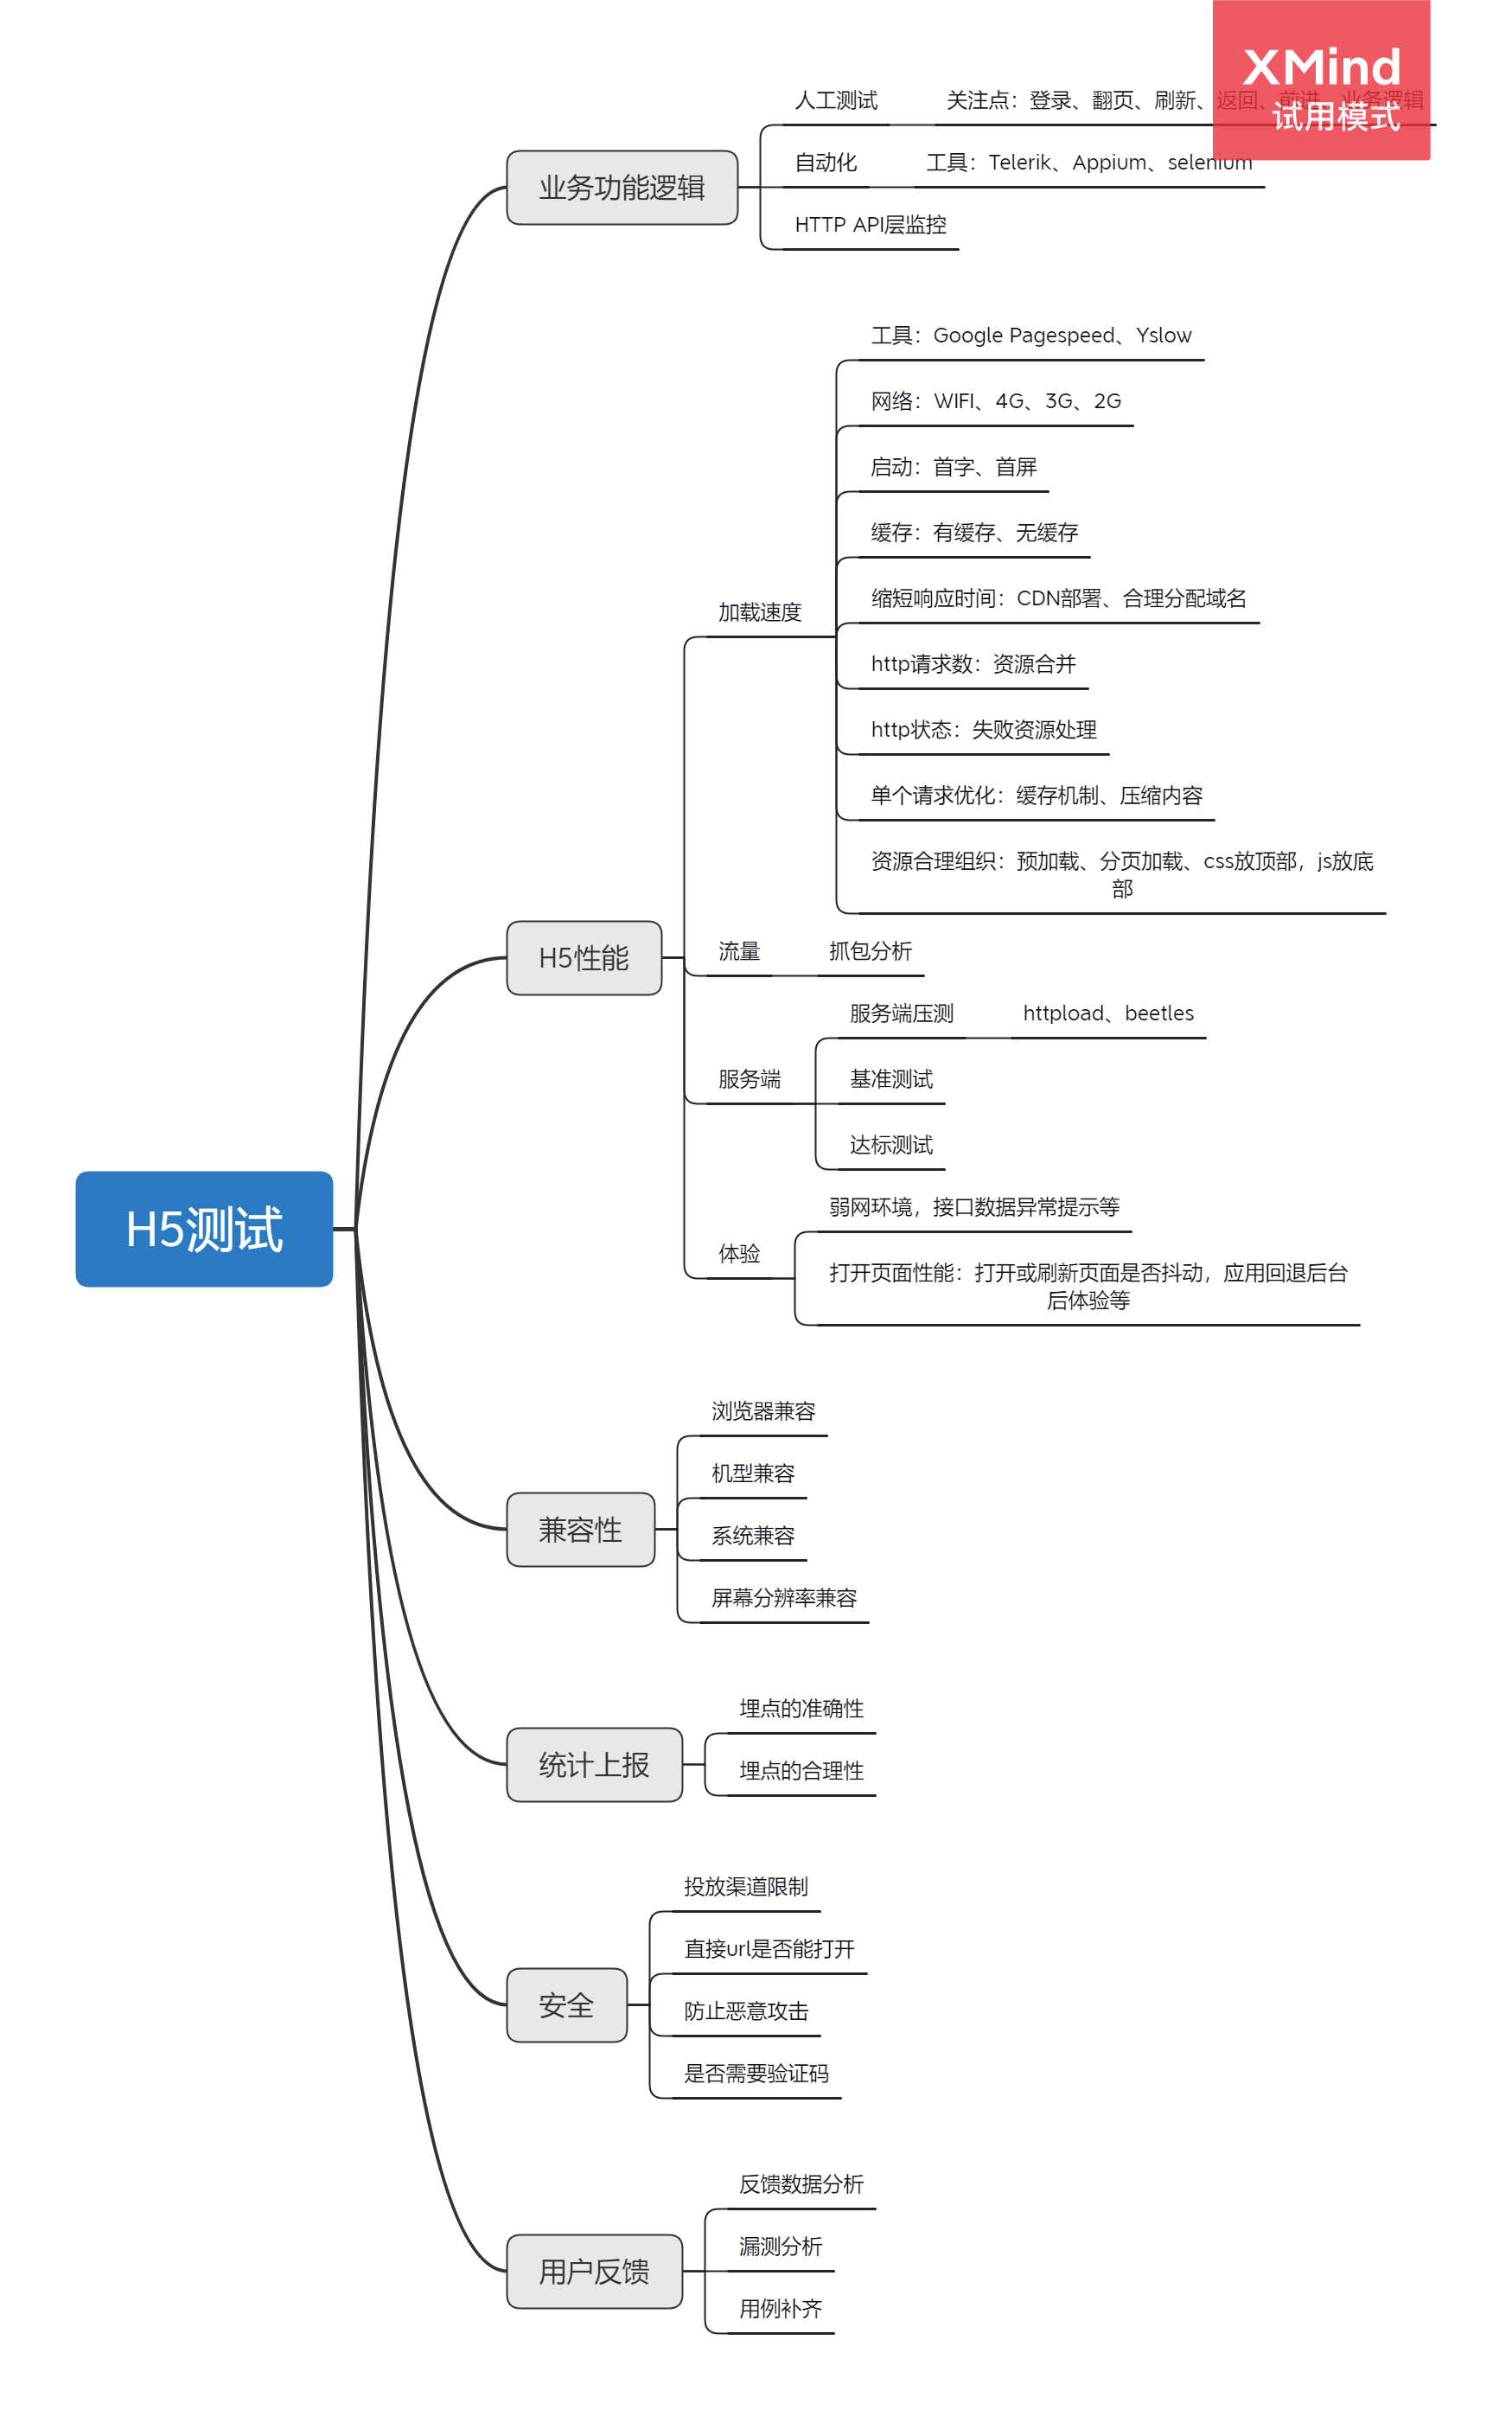 XMind
试用模式
人工测试
关注点：登录、翻页、刷新、返回、前进、业务逻辑
自动化
工具：Telerik、Appium、selenium
业务功能逻辑
HTTP API层监控
工具：Google Pagespeed、Yslow
网络：WIFI、4G、3G、2G
启动：首字、首屏
缓存：有缓存、无缓存
缩短响应时间：CDN部署、合理分配域名
加载速度
http请求数：资源合并
http状态：失败资源处理
单个请求优化：缓存机制、压缩内容
资源合理组织：预加载、分页加载、css放顶部，js放底
部
H5性能
流量
抓包分析
服务端压测
httpload、beetles
服务端
基准测试
达标测试
弱网环境，接口数据异常提示等
体验
打开页面性能：打开或刷新页面是否抖动，应用回退后台
后体验等
H5测试
浏览器兼容
机型兼容
兼容性
系统兼容
屏幕分辨率兼容
埋点的准确性
统计上报
埋点的合理性
投放渠道限制
直接url是否能打开
安全
防止恶意攻击
是否需要验证码
反馈数据分析
漏测分析
用户反馈
用例补齐